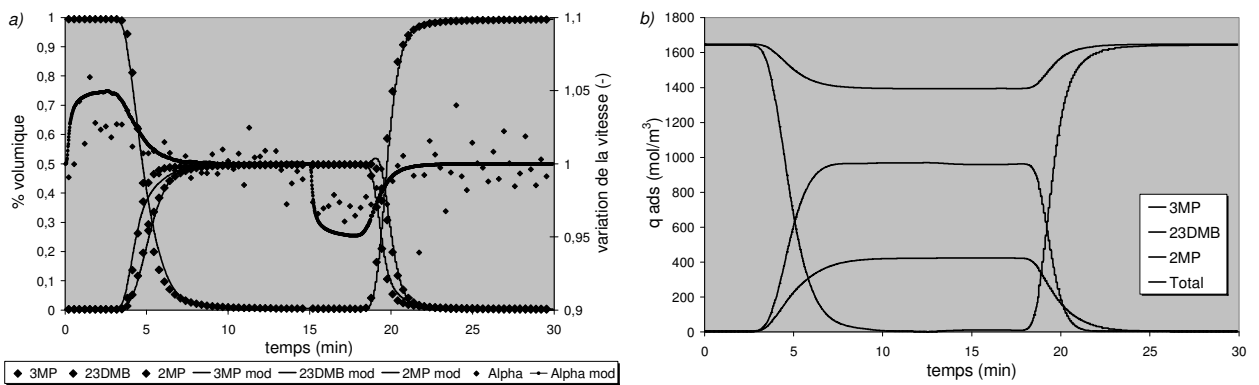 a)
1
0,9
0,8
0,7
0,6
0,5
0,4
0,3
0,2
0,1
0
% volumique
1,1
1,05
1
0,95
0,9
variation de la vitesse (-)
0 5 10 15 20 25 30
temps (min)
3MP 23DMB 2MP 3MP mod 23DMB mod 2MP mod Alpha Alpha mod
b)
1800
1600
1400
1200
1000
800
600
400
200
0
q ads (mol/m³)
0 5 10 15 20 25 30
temps (min)
3MP
23DMB
2MP
Total